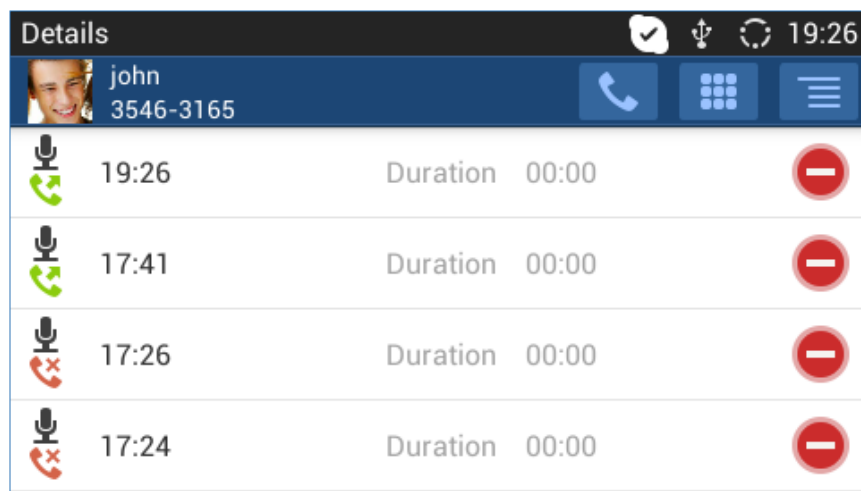 Details 19:26
john
3546-3165
19:26 Duration 00:00
17:41 Duration 00:00
17:26 Duration 00:00
17:24 Duration 00:00